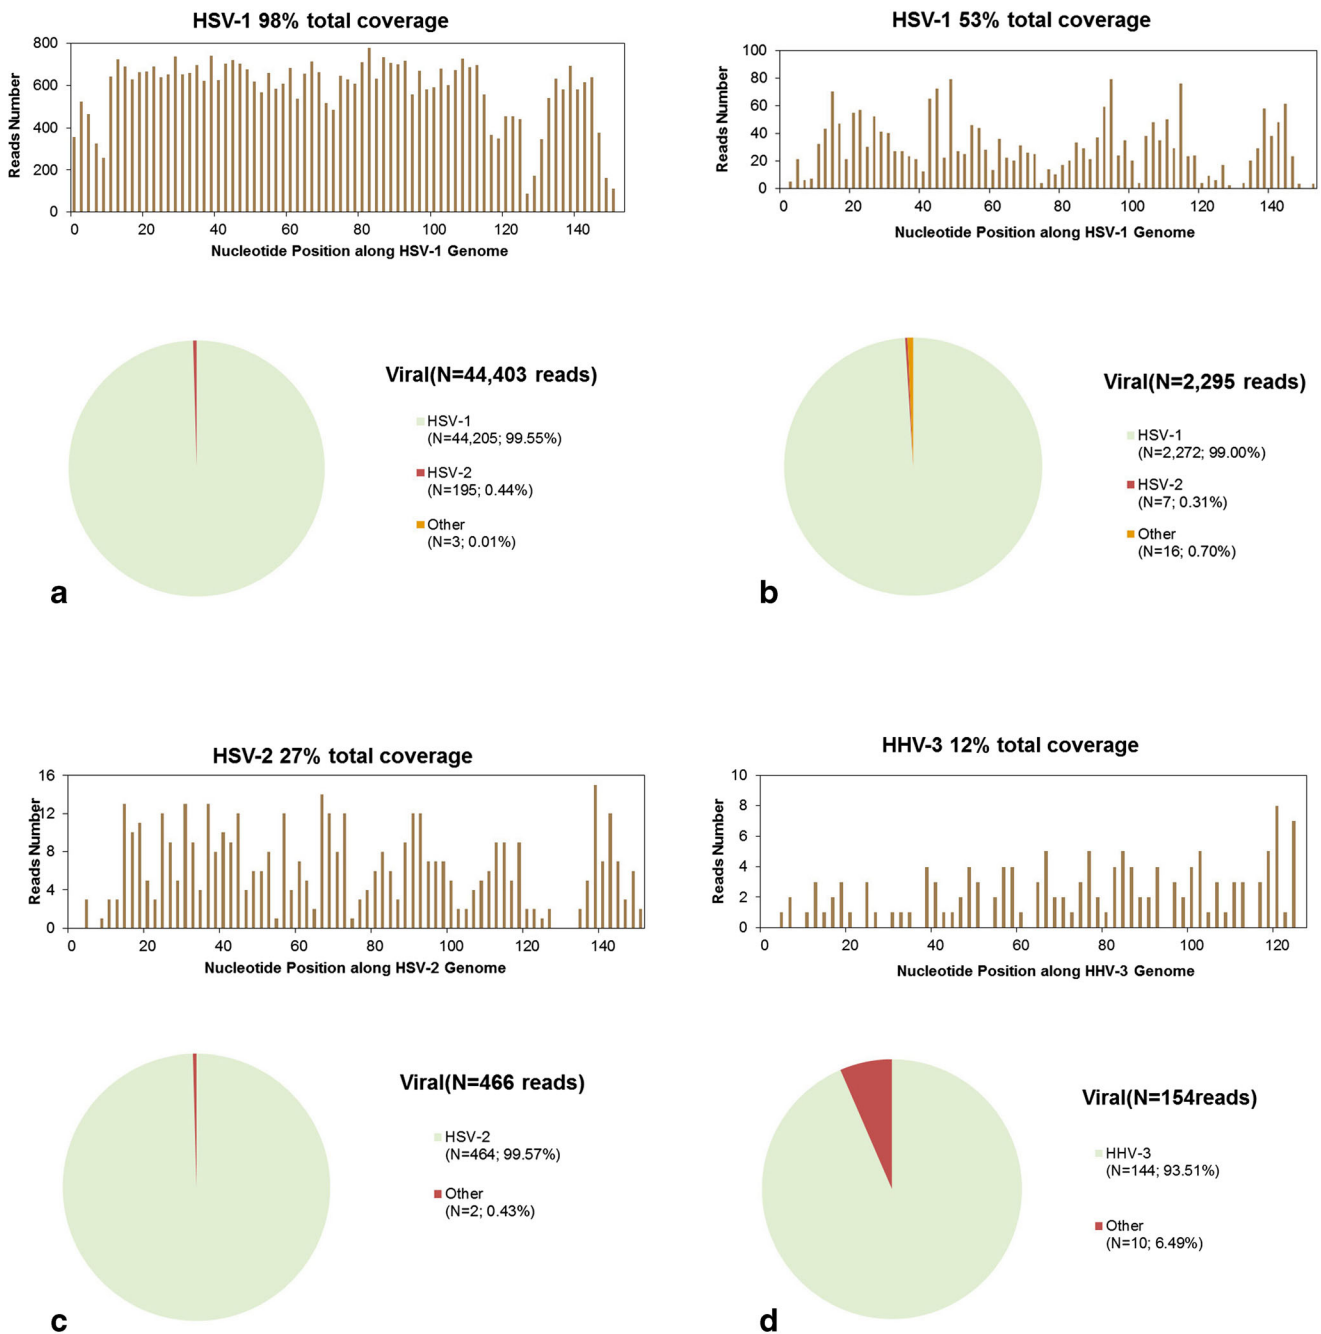 HSV-1 98% total coverage
Reads Number
800
600
400
200
0
0 20 40 60 80 100 120 140
Nucleotide Position along HSV-1 Genome
Viral(N=44,403 reads)
HSV-1
(N=44,205; 99.55%)
HSV-2
(N=195; 0.44%)
Other
(N=3; 0.01%)
a
HSV-1 53% total coverage
Reads Number
100
80
60
40
20
0
0 20 40 60 80 100 120 140
Nucleotide Position along HSV-1 Genome
Viral(N=2,295 reads)
HSV-1
(N=2,272; 99.00%)
HSV-2
(N=7; 0.31%)
Other
(N=16; 0.70%)
b
HSV-2 27% total coverage
Reads Number
16
12
8
4
0
0 20 40 60 80 100 120 140
Nucleotide Position along HSV-2 Genome
Viral(N=466 reads)
HSV-2
(N=464; 99.57%)
Other
(N=2; 0.43%)
c
HHV-3 12% total coverage
Reads Number
10
8
6
4
2
0
0 20 40 60 80 100 120
Nucleotide Position along HHV-3 Genome
Viral(N=154reads)
HHV-3
(N=144; 93.51%)
Other
(N=10; 6.49%)
d